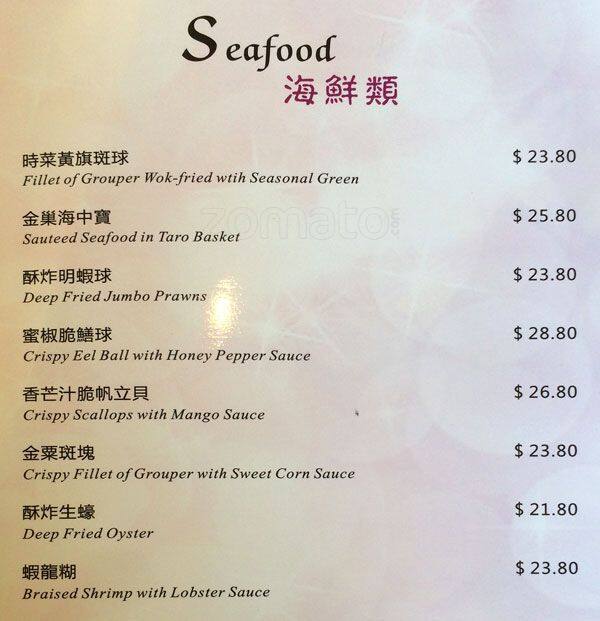 Seafood
海鮮類
時菜黃旗斑球 $ 23.80
Fillet of Grouper Wok-fried wtih Seasonal Green
金巢海中寶 $ 25.80
Sauteed Seafood in Taro Basket
zomato.com
酥炸明蝦球 $ 23.80
Deep Fried Jumbo Prawns
蜜椒脆鱔球 $ 28.80
Crispy Eel Ball with Honey Pepper Sauce
香芒汁脆帆立貝 $ 26.80
Crispy Scallops with Mango Sauce
金粟斑塊 $ 23.80
Crispy Fillet of Grouper with Sweet Corn Sauce
酥炸生蠔 $ 21.80
Deep Fried Oyster
蝦龍糊 $ 23.80
Braised Shrimp with Lobster Sauce